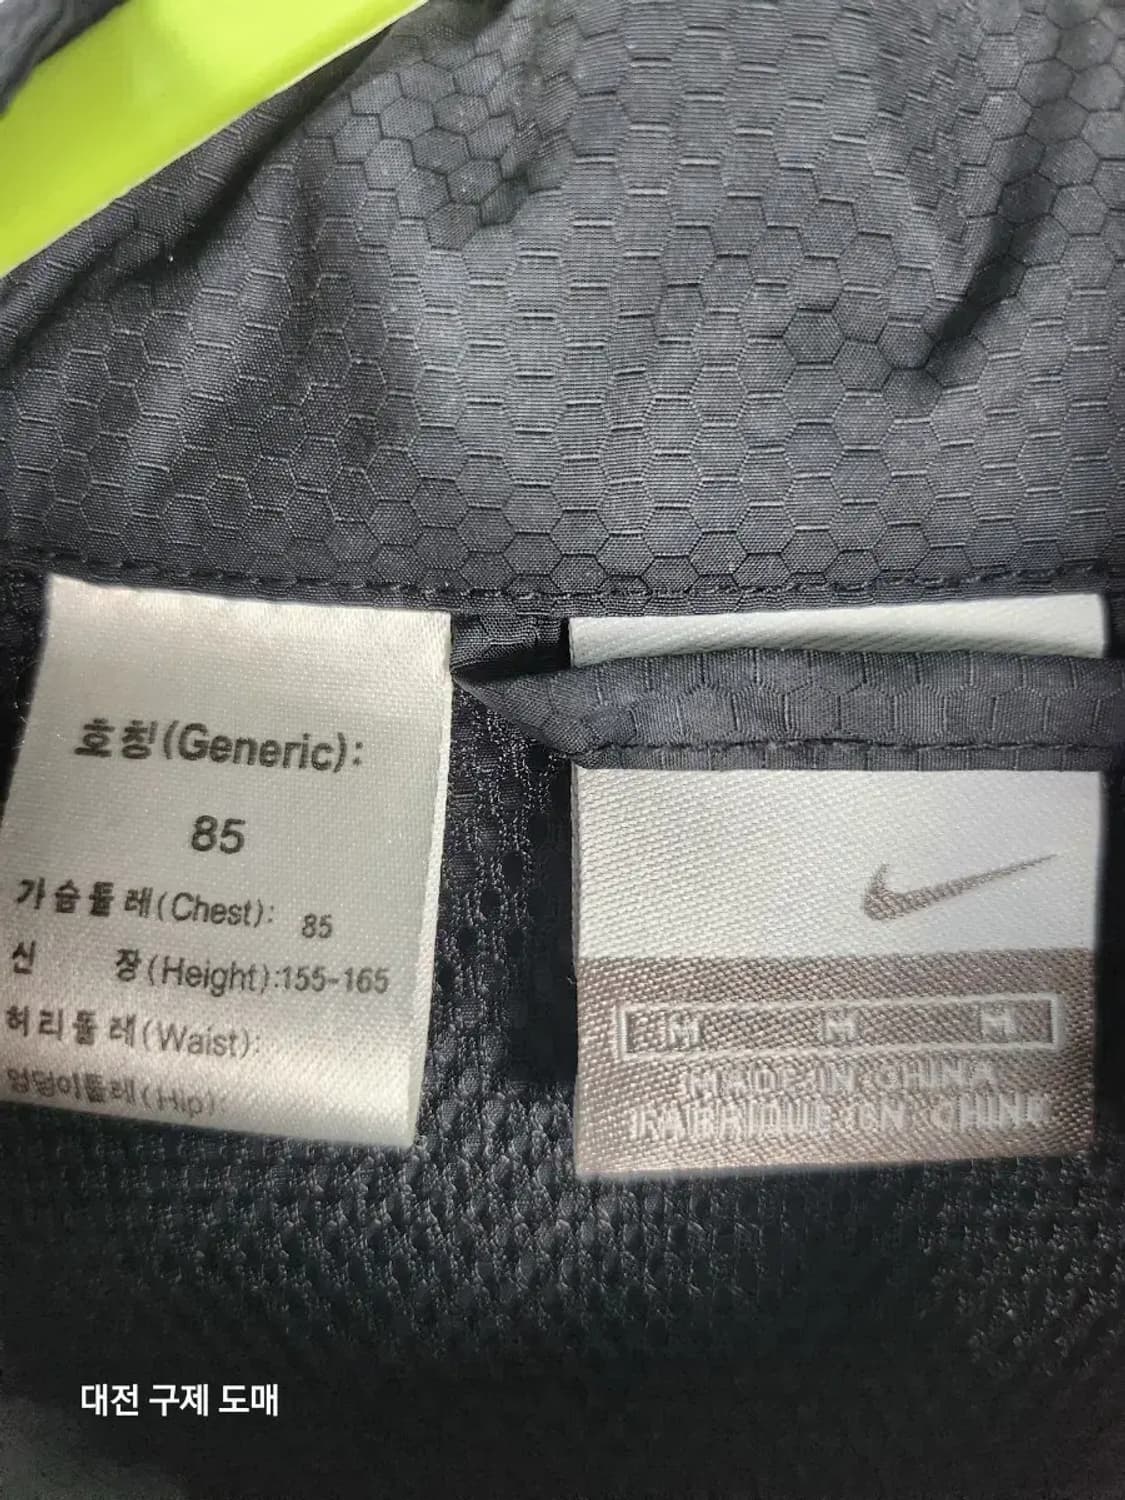 호칭(Generic):
85
가슴둘레(Chest): 85
신 장(Height):155-165
허리둘레(Waist):
엉덩이둘레(Hip):
M M M
MADE IN CHINA
FABRIQUE EN CHINE
대전 구제 도매